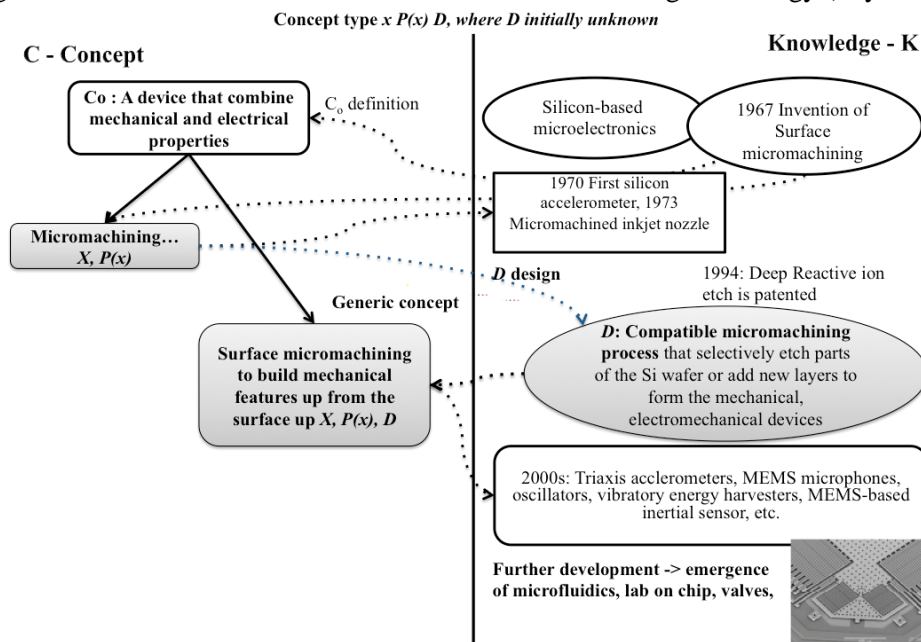 Concept type x P(x) D, where D initially unknown
C - Concept
Knowledge - K
Co : A device that combine
mechanical and electrical
properties
Co definition
Silicon-based
microelectronics
1967 Invention of
Surface
micromachining
1970 First silicon
accelerometer, 1973
Micromachined inkjet nozzle
Micromachining…
X, P(x)
D design
1994: Deep Reactive ion
etch is patented
Generic concept
Surface micromachining
to build mechanical
features up from the
surface up X, P(x), D
D: Compatible micromachining
process that selectively etch parts
of the Si wafer or add new layers to
form the mechanical,
electromechanical devices
2000s: Triaxis acclerometers, MEMS microphones,
oscillators, vibratory energy harvesters, MEMS-based
inertial sensor, etc.
Further development -> emergence
of microfluidics, lab on chip, valves,